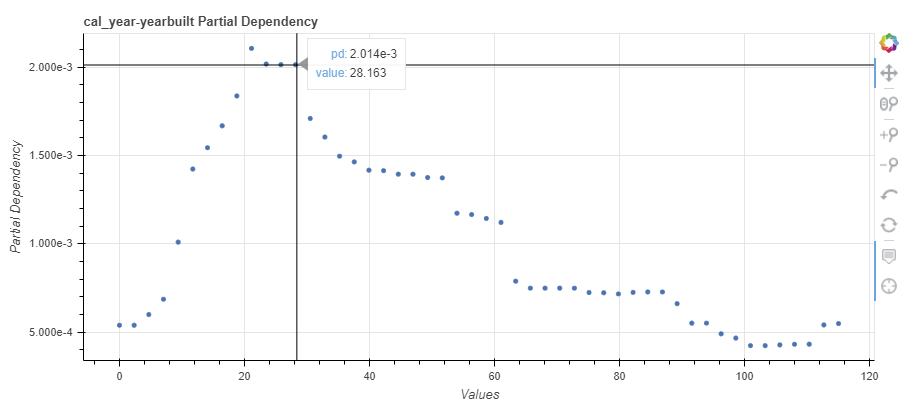 cal_year-yearbuilt Partial Dependency
pd: 2.014e-3
value: 28.163
2.000e-3
1.500e-3
1.000e-3
5.000e-4
Partial Dependency
0 20 40 60 80 100 120
Values